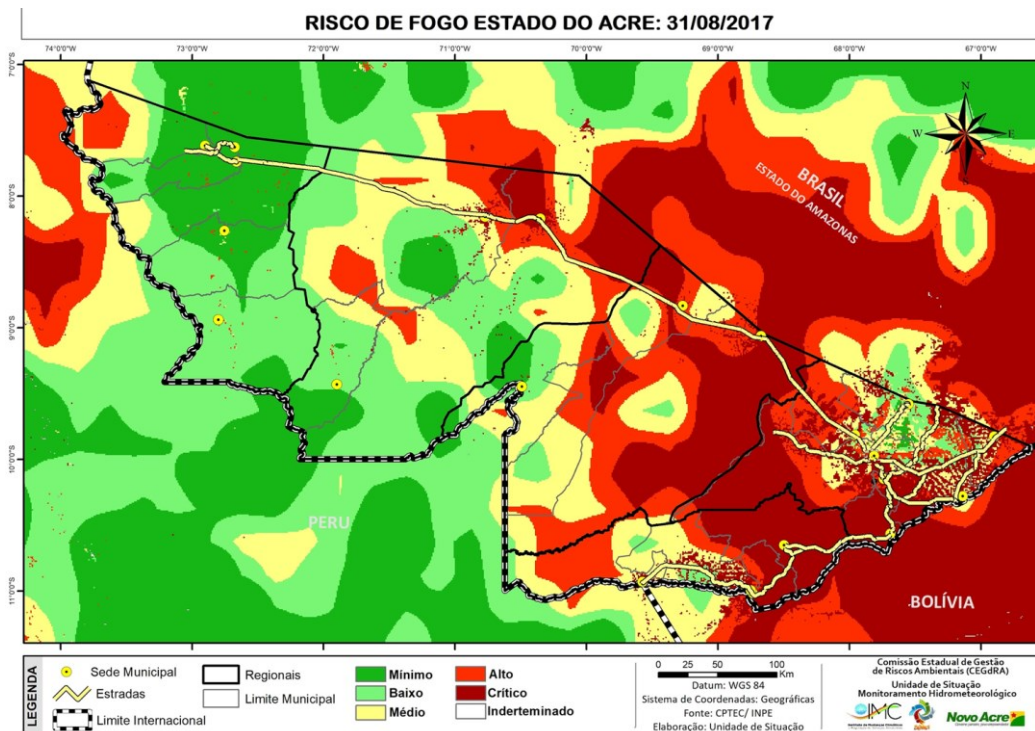 RISCO DE FOGO ESTADO DO ACRE: 31/08/2017
74°0'0"W 73°0'0"W 72°0'0"W 71°0'0"W 70°0'0"W 69°0'0"W 68°0'0"W 67°0'0"W
7°0'0"S
8°0'0"S
9°0'0"S
10°0'0"S
11°0'0"S
N
W E
BRASIL
ESTADO DO AMAZONAS
PERU
BOLÍVIA
LEGENDA
Sede Municipal
Estradas
Limite Internacional
Regionais
Limite Municipal
Mínimo
Baixo
Médio
Alto
Crítico
Inderteminado
0 25 50 100
Km
Datum: WGS 84
Sistema de Coordenadas: Geográficas
Fonte: CPTEC/ INPE
Elaboração: Unidade de Situação
Comissão Estadual de Gestão
de Riscos Ambientais (CEGdRA)
Unidade de Situação
Monitoramento Hidrometeorológico
IMC
Novo Acre